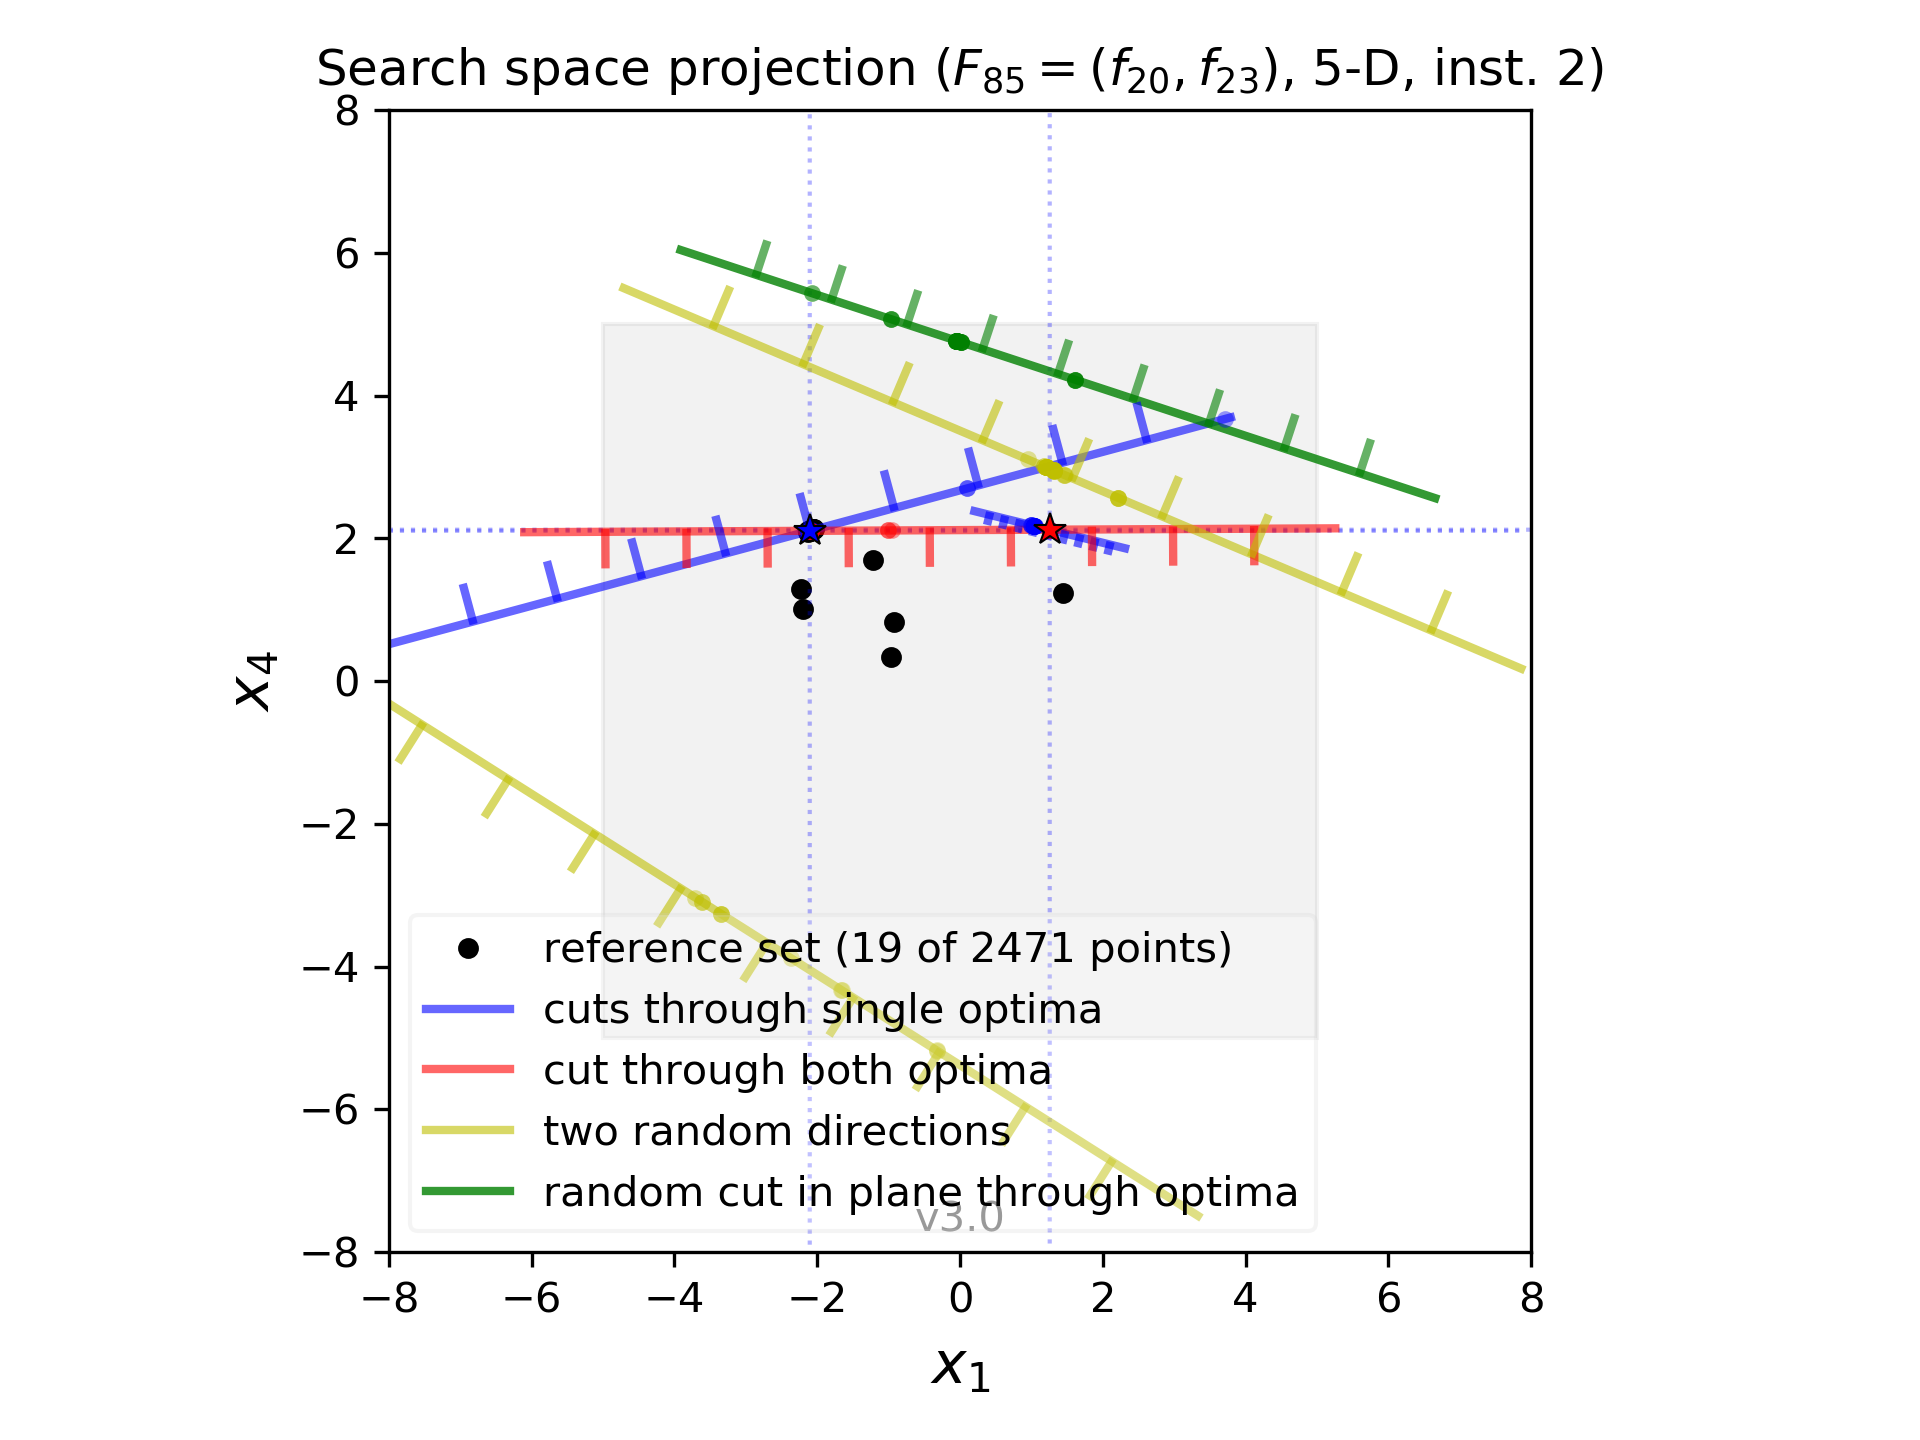 Search space projection (F85 = (f20, f23), 5-D, inst. 2)
8
6
4
2
0
−2
−4
−6
−8
x4
reference set (19 of 2471 points)
cuts through single optima
cut through both optima
two random directions
random cut in plane through optima
v3.0
−8 −6 −4 −2 0 2 4 6 8
x1